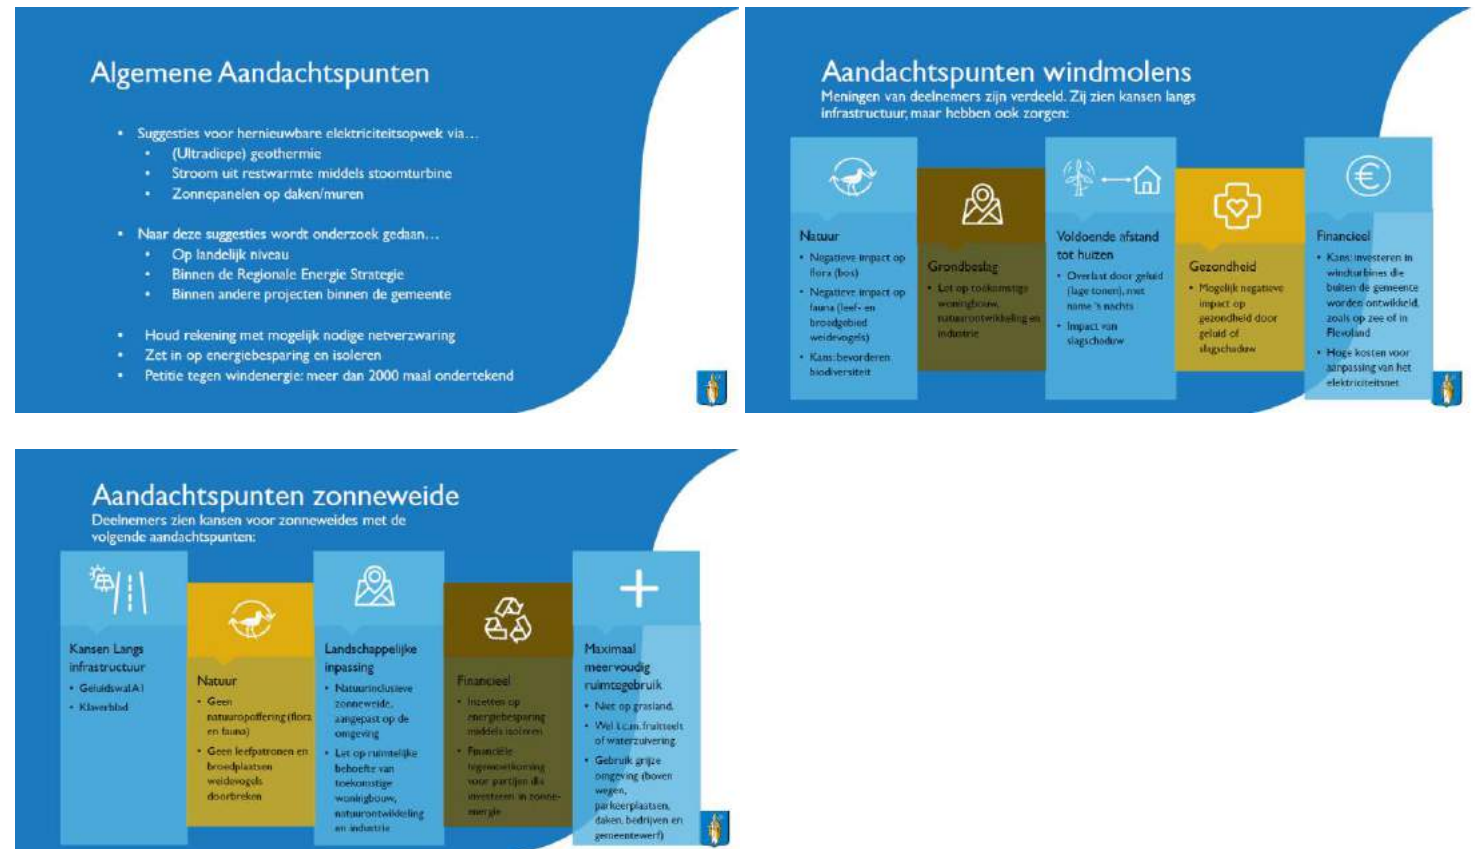 Algemene Aandachtspunten
• Suggesties voor hernieuwbare elektriciteitsopwek via…
• (Ultradiepe) geothermie
• Stroom uit restwarmte middels stoomturbine
• Zonnepanelen op daken/muren
• Naar deze suggesties wordt onderzoek gedaan…
• Op landelijk niveau
• Binnen de Regionale Energie Strategie
• Binnen andere projecten binnen de gemeente
• Houd rekening met mogelijk nodige netverzwaring
• Zet in op energiebesparing en isoleren
• Petitie tegen windenergie: meer dan 2000 maal ondertekend
Aandachtspunten windmolens
Meningen van deelnemers zijn verdeeld. Zij zien kansen langs
infrastructuur, maar hebben ook zorgen:
Natuur
• Negatieve impact op
flora (bos)
• Negatieve impact op
fauna (leef- en
broedgebied
weidevogels)
• Kans: bevorderen
biodiversiteit
Grondbeslag
• Let op toekomstige
woningbouw,
natuurontwikkeling en
industrie
Voldoende afstand
tot huizen
• Overlast door geluid
(lage tonen), met
name 's nachts
• Impact van
slagschaduw
Gezondheid
• Mogelijk negatieve
impact op
gezondheid door
geluid of
slagschaduw
Financieel
• Kans: investeren in
windturbines die
buiten de gemeente
worden ontwikkeld,
zoals op zee of in
Flevoland
• Hoge kosten voor
aanpassing van het
elektriciteitsnet
Aandachtspunten zonneweide
Deelnemers zien kansen voor zonneweides met de
volgende aandachtspunten:
Kansen Langs
infrastructuur
• Geluidswal A1
• Klaverblad
Natuur
• Geen
natuuropoffering (flora
en fauna)
• Geen leefpatronen en
broedplaatsen
weidevogels
doorbreken
Landschappelijke
inpassing
• Natuurinclusieve
zonneweide,
aangepast op de
omgeving
• Let op ruimtelijke
behoefte van
toekomstige
woningbouw,
natuurontwikkeling
en industrie
Financieel
• Inzetten op
energiebesparing
middels isoleren
• Financiële
tegemoetkoming
voor partijen die
investeren in zonne-
energie
Maximaal
meervoudig
ruimtegebruik
• Niet op grasland.
• Wel i.c.m. fruitteelt
of waterzuivering
• Gebruik grijze
omgeving (boven
wegen,
parkeerplaatsen,
daken, bedrijven en
gemeentewerf)